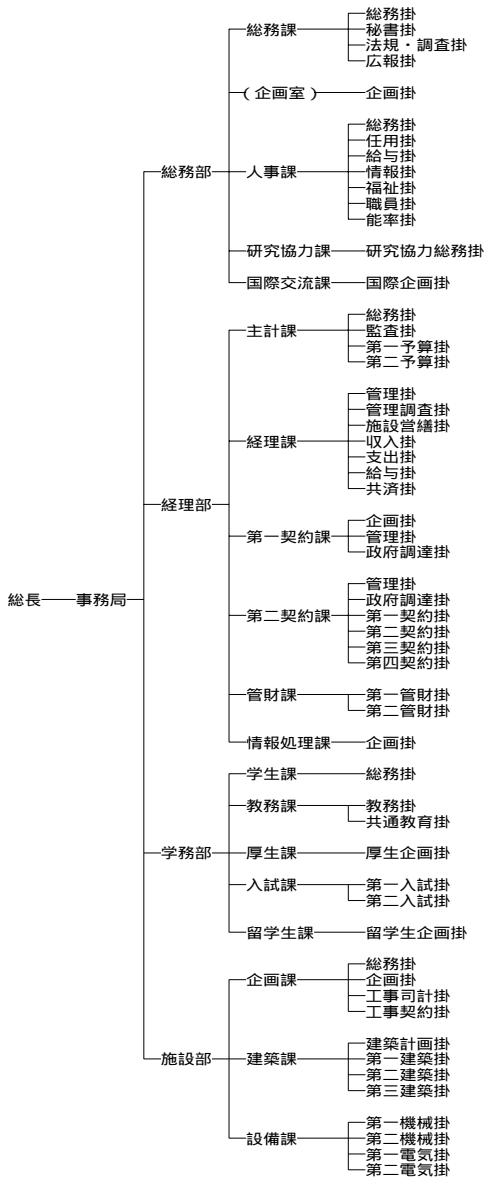 総務掛
総務課 秘書掛
法規・調査掛
広報掛
(企画室) 企画掛
総務掛
任用掛
給与掛
総務部 人事課 情報掛
福祉掛
職員掛
能率掛
研究協力課 研究協力総務掛
国際交流課 国際企画掛
総務掛
主計課 監査掛
第一予算掛
第二予算掛
管理掛
管理調査掛
施設営繕掛
経理課 収入掛
支出掛
給与掛
経理部 共済掛
企画掛
第一契約課 管理掛
政府調達掛
管理掛
総長 事務局 政府調達掛
第二契約課 第一契約掛
第二契約掛
第三契約掛
第四契約掛
管財課 第一管財掛
第二管財掛
情報処理課 企画掛
学生課 総務掛
教務課 教務掛
共通教育掛
学務部 厚生課 厚生企画掛
入試課 第一入試掛
第二入試掛
留学生課 留学生企画掛
総務掛
企画課 企画掛
工事司計掛
工事契約掛
建築計画掛
施設部 建築課 第一建築掛
第二建築掛
第三建築掛
第一機械掛
設備課 第二機械掛
第一電気掛
第二電気掛